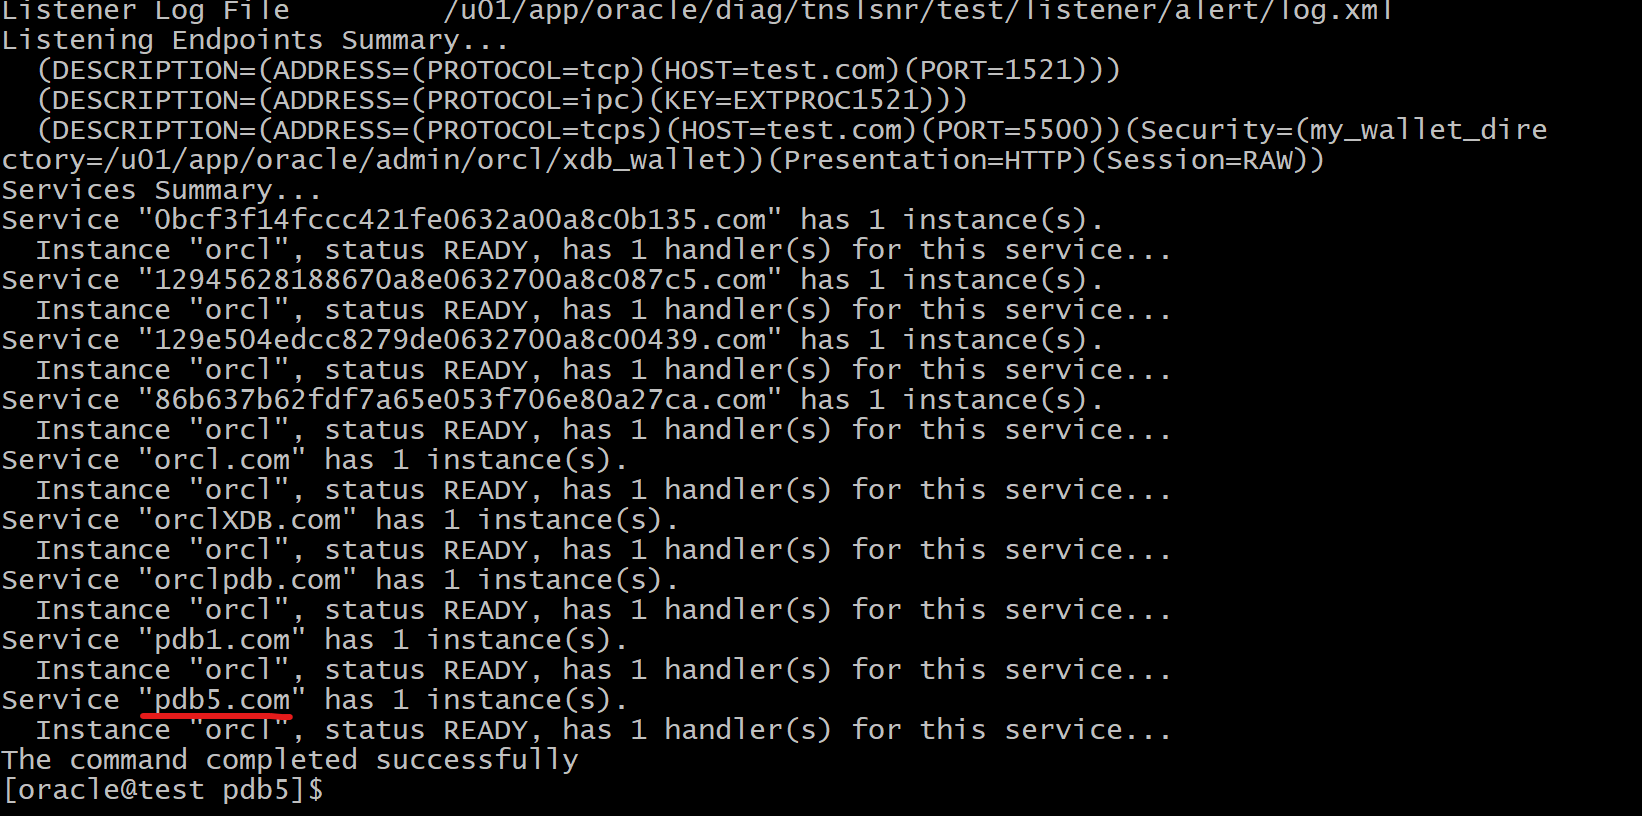 Listener Log File         /u01/app/oracle/diag/tnslsnr/test/listener/alert/log.xml
Listening Endpoints Summary...
  (DESCRIPTION=(ADDRESS=(PROTOCOL=tcp)(HOST=test.com)(PORT=1521)))
  (DESCRIPTION=(ADDRESS=(PROTOCOL=ipc)(KEY=EXTPROC1521)))
  (DESCRIPTION=(ADDRESS=(PROTOCOL=tcps)(HOST=test.com)(PORT=5500))(Security=(my_wallet_dire
ctory=/u01/app/oracle/admin/orcl/xdb_wallet))(Presentation=HTTP)(Session=RAW))
Services Summary...
Service "0bcf3f14fccc421fe0632a00a8c0b135.com" has 1 instance(s).
  Instance "orcl", status READY, has 1 handler(s) for this service...
Service "12945628188670a8e0632700a8c087c5.com" has 1 instance(s).
  Instance "orcl", status READY, has 1 handler(s) for this service...
Service "129e504edcc8279de0632700a8c00439.com" has 1 instance(s).
  Instance "orcl", status READY, has 1 handler(s) for this service...
Service "86b637b62fdf7a65e053f706e80a27ca.com" has 1 instance(s).
  Instance "orcl", status READY, has 1 handler(s) for this service...
Service "orcl.com" has 1 instance(s).
  Instance "orcl", status READY, has 1 handler(s) for this service...
Service "orclXDB.com" has 1 instance(s).
  Instance "orcl", status READY, has 1 handler(s) for this service...
Service "orclpdb.com" has 1 instance(s).
  Instance "orcl", status READY, has 1 handler(s) for this service...
Service "pdb1.com" has 1 instance(s).
  Instance "orcl", status READY, has 1 handler(s) for this service...
Service "pdb5.com" has 1 instance(s).
  Instance "orcl", status READY, has 1 handler(s) for this service...
The command completed successfully
[oracle@test pdb5]$